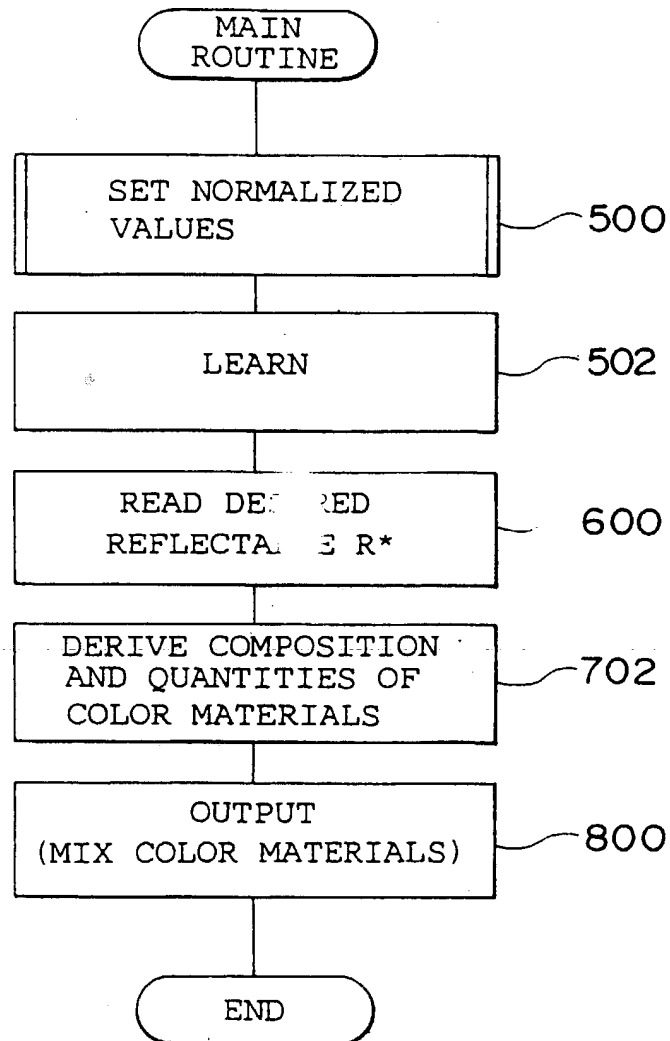 MAIN
ROUTINE
SET NORMALIZED
VALUES
500
LEARN
502
READ
REFLECTA E R*
600
DERIVE COMPOSITION
AND QUANTITIES OF
COLOR MATERIALS
702
OUTPUT
(MIX COLOR MATERIALS)
800
END